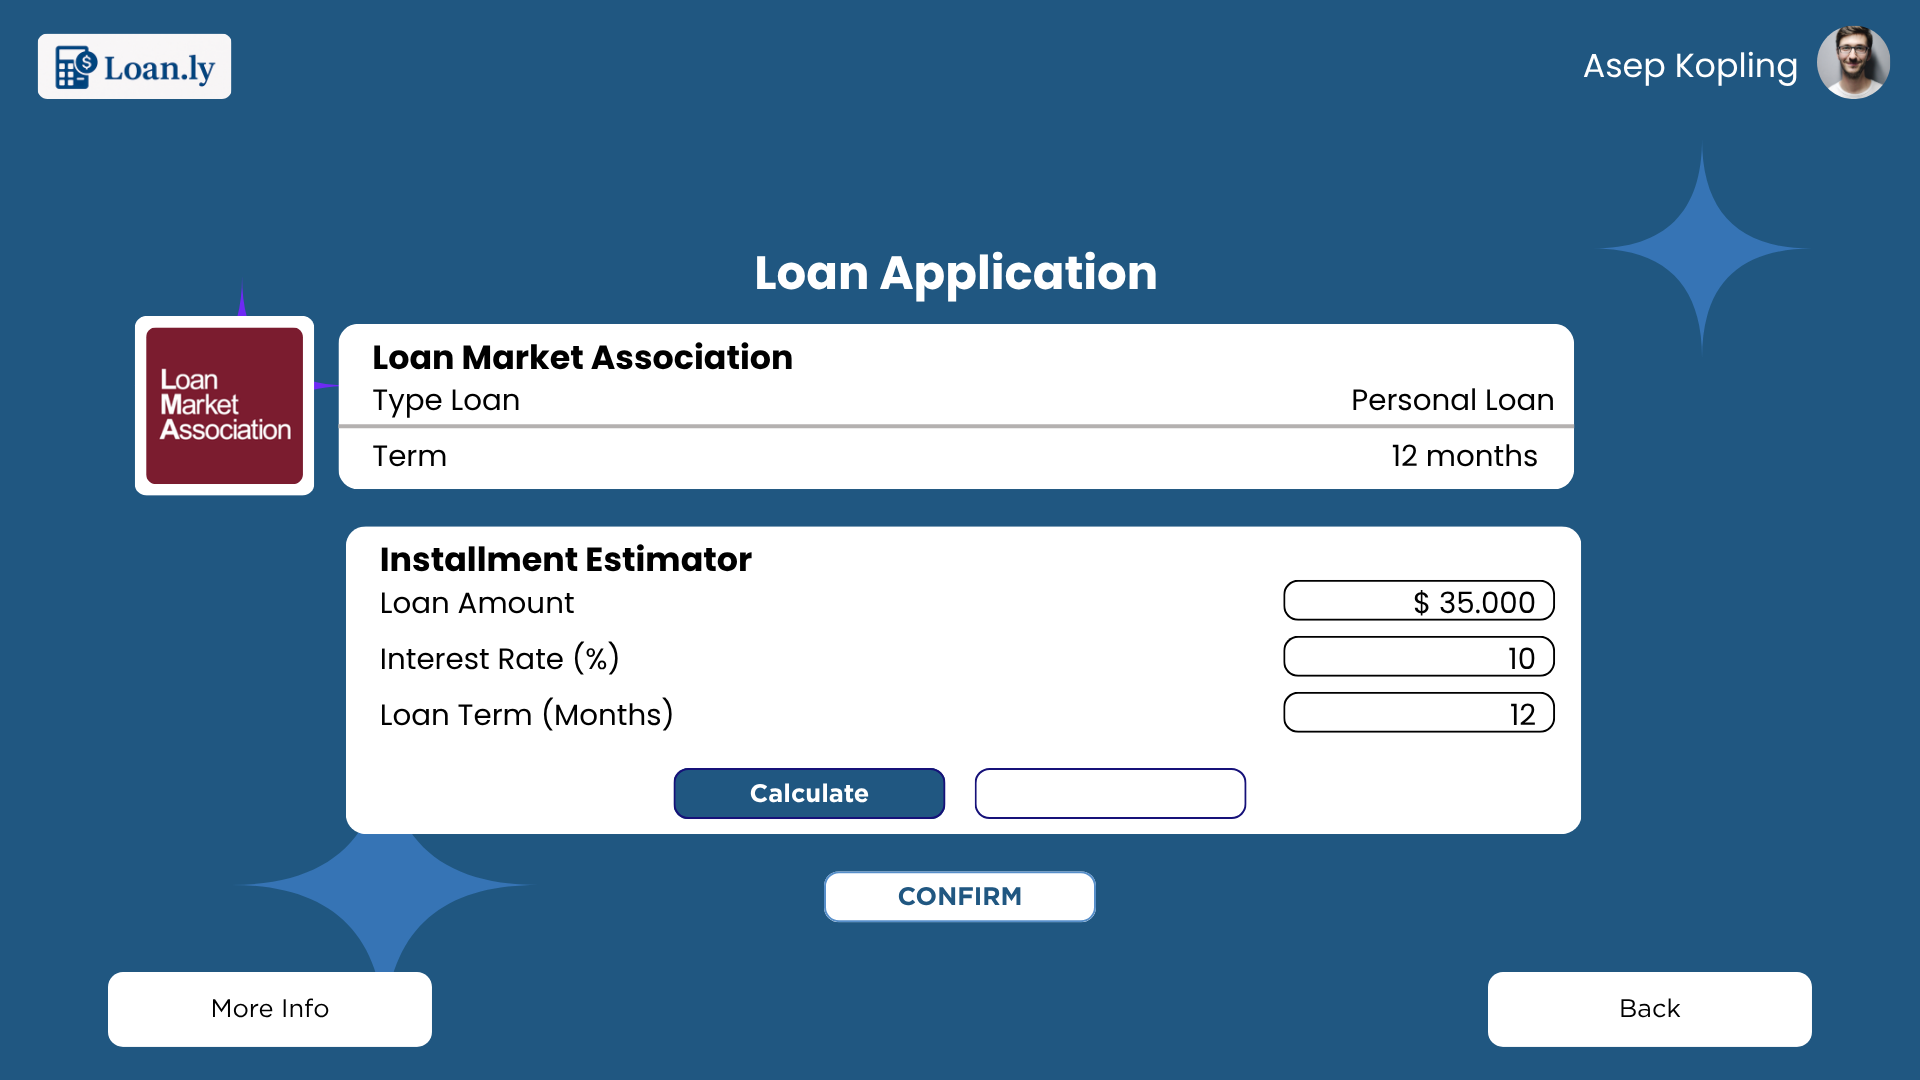 Loan.ly
Asep Kopling
Loan Application
Loan
Market
Association
Loan Market Association
Type Loan Personal Loan
Term 12 months
Installment Estimator
Loan Amount $ 35.000
Interest Rate (%) 10
Loan Term (Months) 12
Calculate
CONFIRM
More Info Back